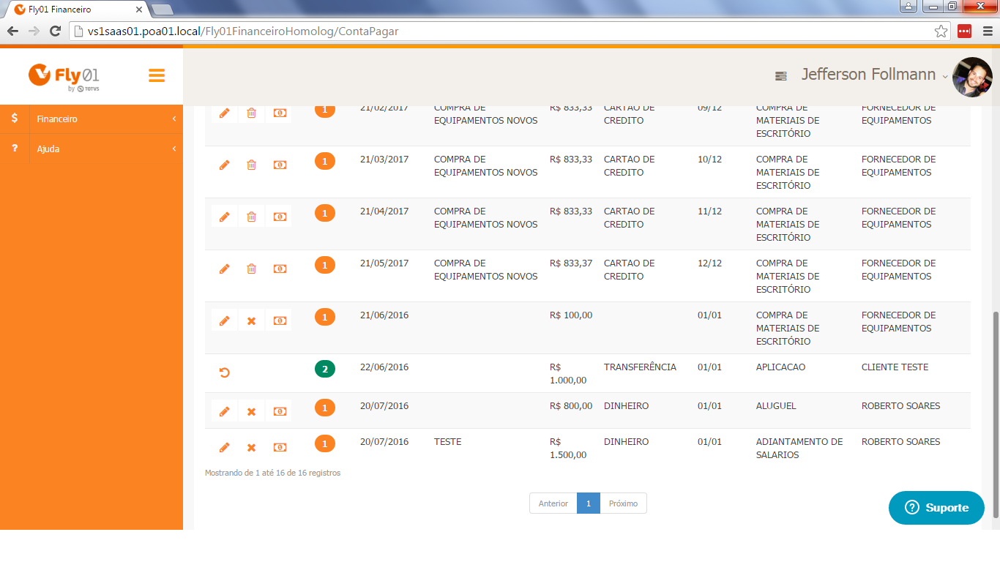 Fly01 Financeiro
vs1saas01.poa01.local/Fly01FinanceiroHomolog/ContaPagar
Fly01
by TOTVS
Jefferson Follmann
$ Financeiro
? Ajuda
1 21/02/2017 COMPRA DE R$ 833,33 CARTAO DE 09/12 COMPRA DE FORNECEDOR DE
EQUIPAMENTOS NOVOS CREDITO MATERIAIS DE EQUIPAMENTOS
ESCRITÓRIO
1 21/03/2017 COMPRA DE R$ 833,33 CARTAO DE 10/12 COMPRA DE FORNECEDOR DE
EQUIPAMENTOS NOVOS CREDITO MATERIAIS DE EQUIPAMENTOS
ESCRITÓRIO
1 21/04/2017 COMPRA DE R$ 833,33 CARTAO DE 11/12 COMPRA DE FORNECEDOR DE
EQUIPAMENTOS NOVOS CREDITO MATERIAIS DE EQUIPAMENTOS
ESCRITÓRIO
1 21/05/2017 COMPRA DE R$ 833,37 CARTAO DE 12/12 COMPRA DE FORNECEDOR DE
EQUIPAMENTOS NOVOS CREDITO MATERIAIS DE EQUIPAMENTOS
ESCRITÓRIO
1 21/06/2016 R$ 100,00 01/01 COMPRA DE FORNECEDOR DE
MATERIAIS DE EQUIPAMENTOS
ESCRITÓRIO
2 22/06/2016 R$ TRANSFERÊNCIA 01/01 APLICACAO CLIENTE TESTE
1.000,00
1 20/07/2016 R$ 800,00 DINHEIRO 01/01 ALUGUEL ROBERTO SOARES
1 20/07/2016 TESTE R$ DINHEIRO 01/01 ADIANTAMENTO DE ROBERTO SOARES
1.500,00 SALARIOS
Mostrando de 1 até 16 de 16 registros
Anterior 1 Próximo
? Suporte